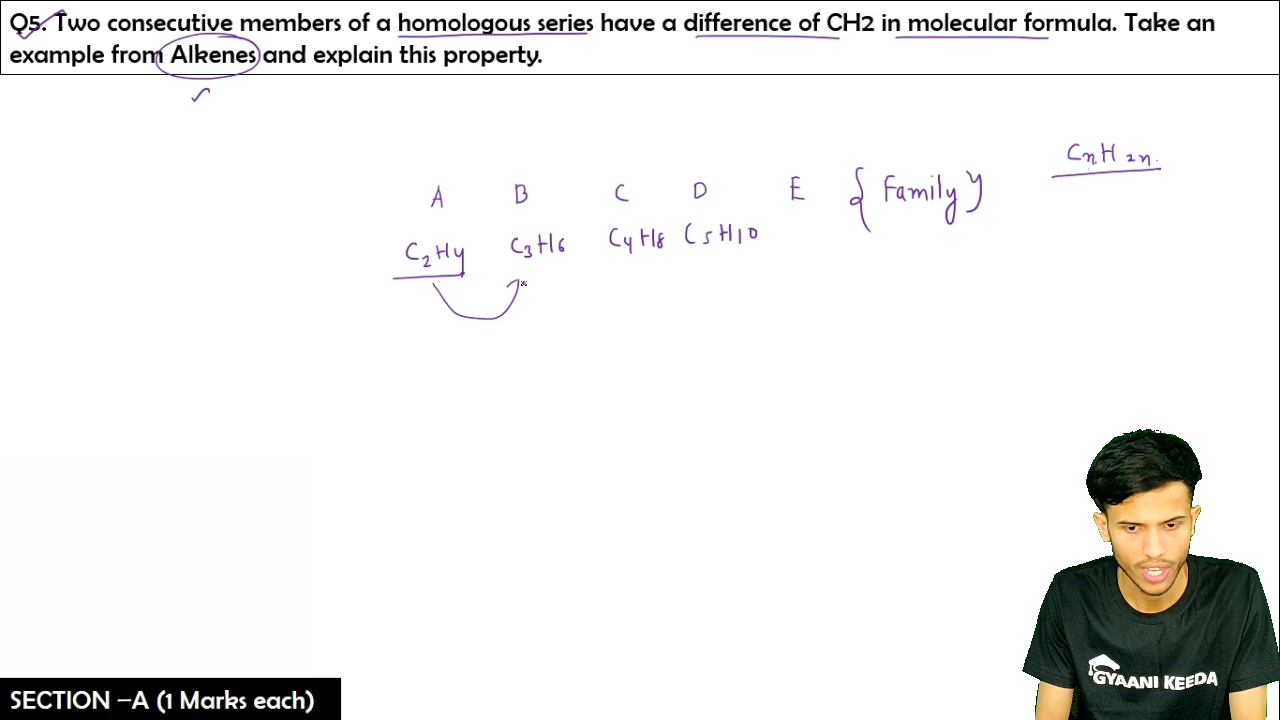 Q5. Two consecutive members of a homologous series have a difference of CH2 in molecular formula. Take an
example from Alkenes and explain this property.
CnH2n.
A B C D E {Family}
C2H4 C3H6 C4H8 C5H10
GYAANI KEEDA
SECTION –A (1 Marks each)